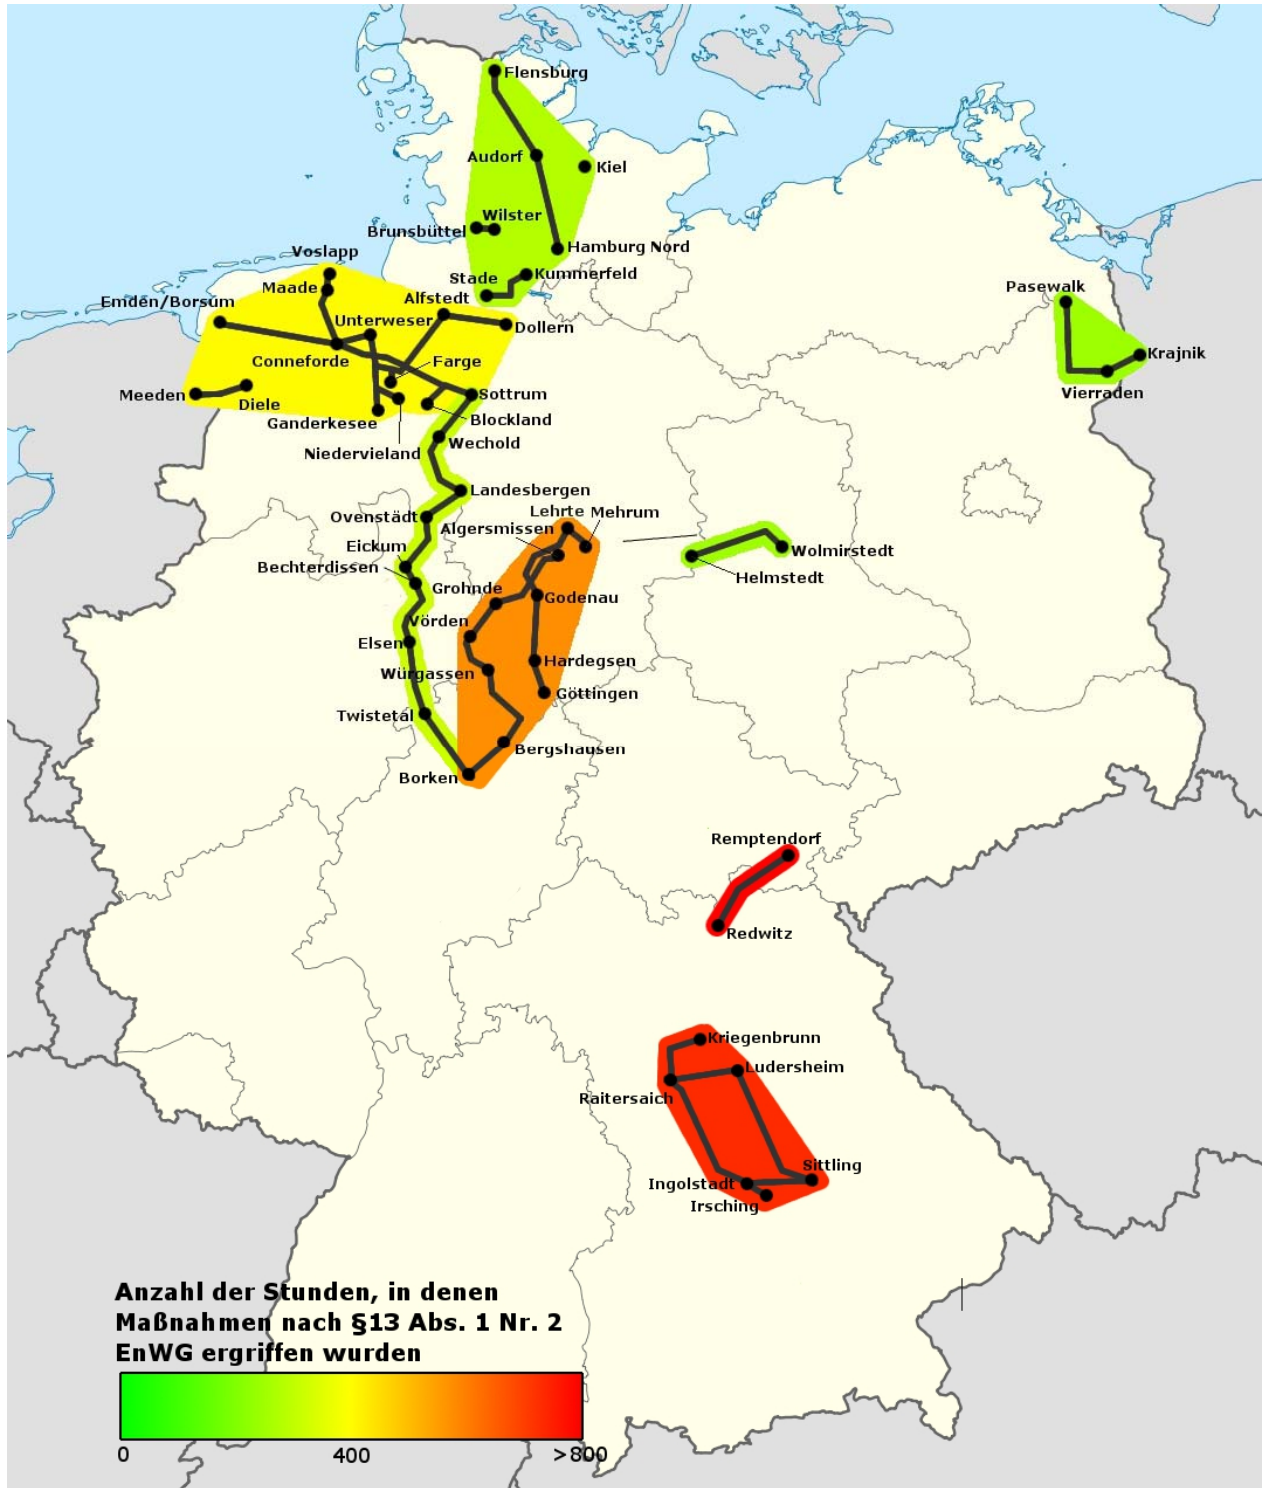 Flensburg
Audorf
Kiel
Wilster
Brunsbüttel
Hamburg Nord
Voslapp
Kummerfeld
Stade
Maade
Pasewalk
Alfstedt
Emden/Borsum
Unterweser
Dollern
Krajnik
Conneforde
Farge
Vierraden
Meeden
Sottrum
Diele
Blockland
Ganderkesee
Wechold
Niedervieland
Landesbergen
Lehrte
Mehrum
Ovenstädt
Algersmissen
Eickum
Wolmirstedt
Bechterdissen
Helmstedt
Grohnde
Godenau
Vörden
Elsen
Hardegsen
Würgassen
Göttingen
Twistetal
Bergshausen
Borken
Remptendorf
Redwitz
Kriegenbrunn
Ludersheim
Raitersaich
Sittling
Ingolstadt
Irsching
Anzahl der Stunden, in denen
Maßnahmen nach §13 Abs. 1 Nr. 2
EnWG ergriffen wurden
0 400 >800